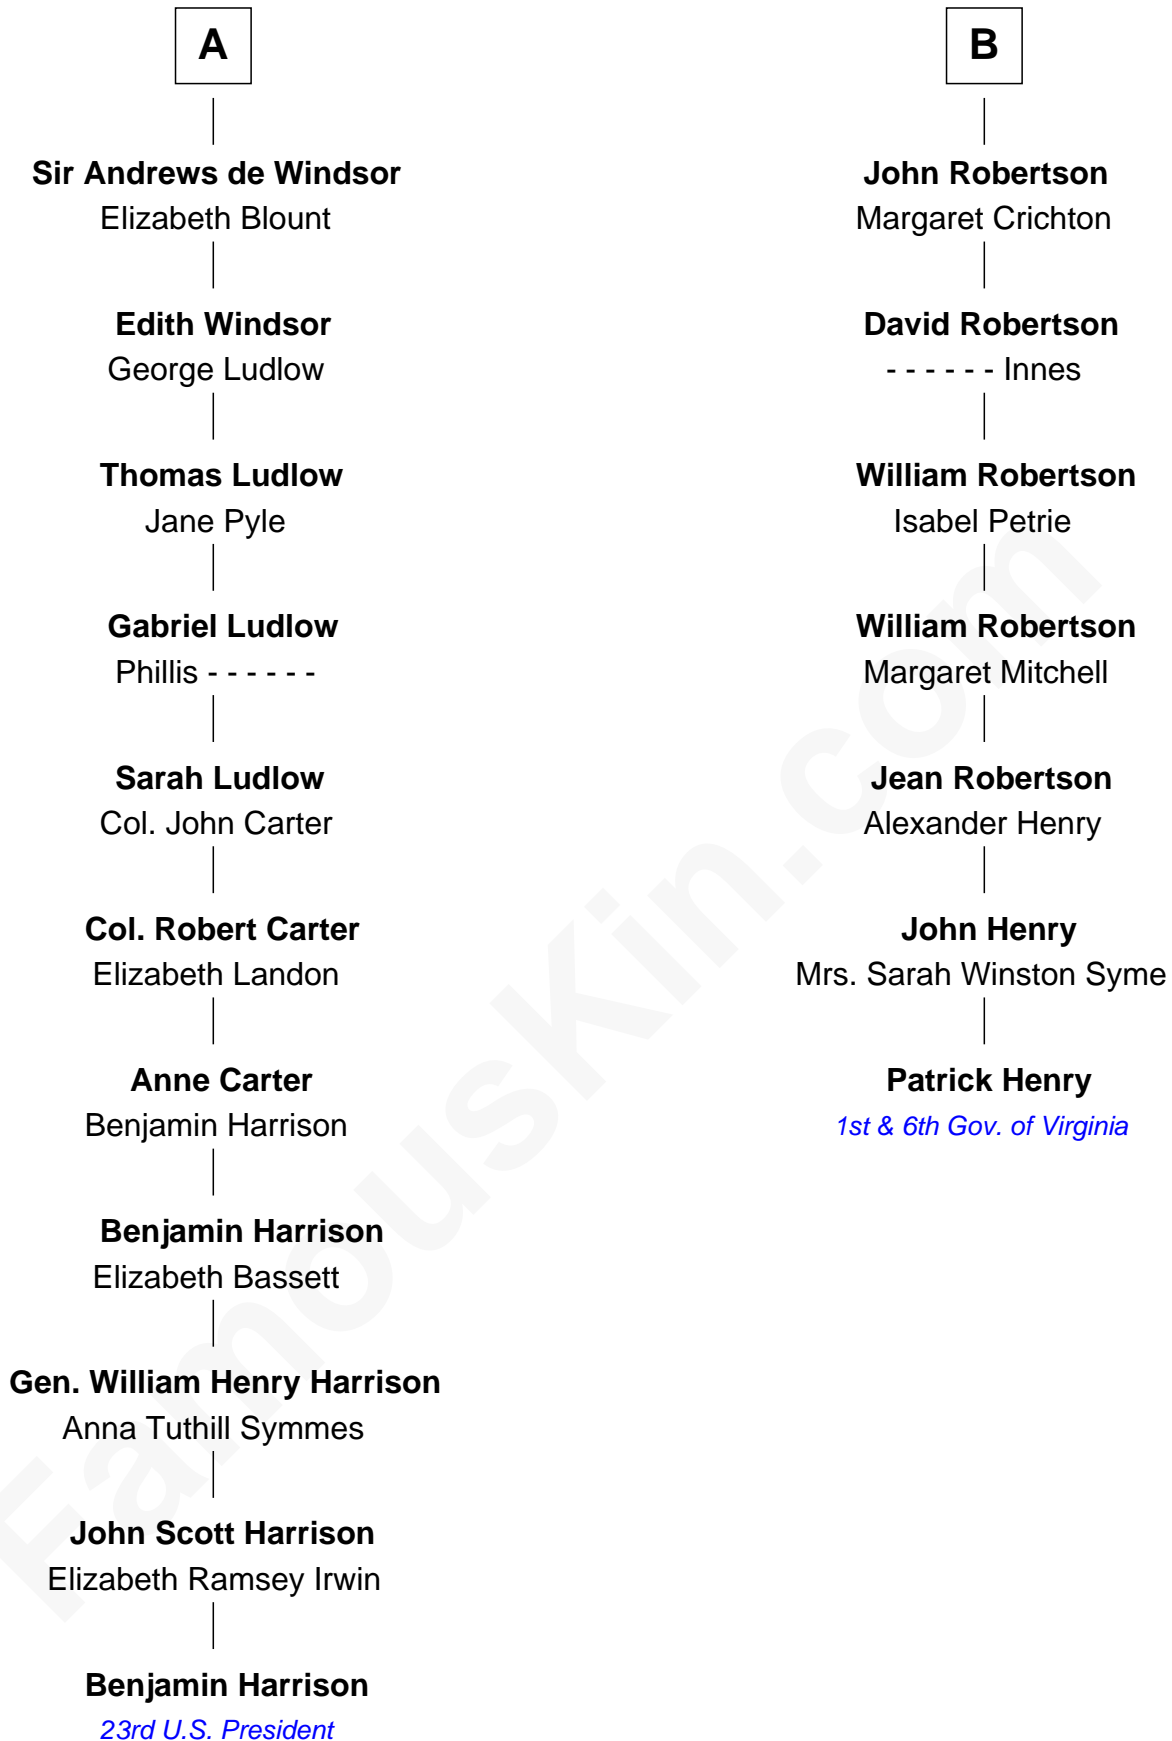 A
Sir Andrews de Windsor
Elizabeth Blount
Edith Windsor
George Ludlow
Thomas Ludlow
Jane Pyle
Gabriel Ludlow
Phillis - - - - - -
Sarah Ludlow
Col. John Carter
Col. Robert Carter
Elizabeth Landon
Anne Carter
Benjamin Harrison
Benjamin Harrison
Elizabeth Bassett
Gen. William Henry Harrison
Anna Tuthill Symmes
John Scott Harrison
Elizabeth Ramsey Irwin
Benjamin Harrison
23rd U.S. President
B
John Robertson
Margaret Crichton
David Robertson
- - - - - - Innes
William Robertson
Isabel Petrie
William Robertson
Margaret Mitchell
Jean Robertson
Alexander Henry
John Henry
Mrs. Sarah Winston Syme
Patrick Henry
1st & 6th Gov. of Virginia
FamousKin.com